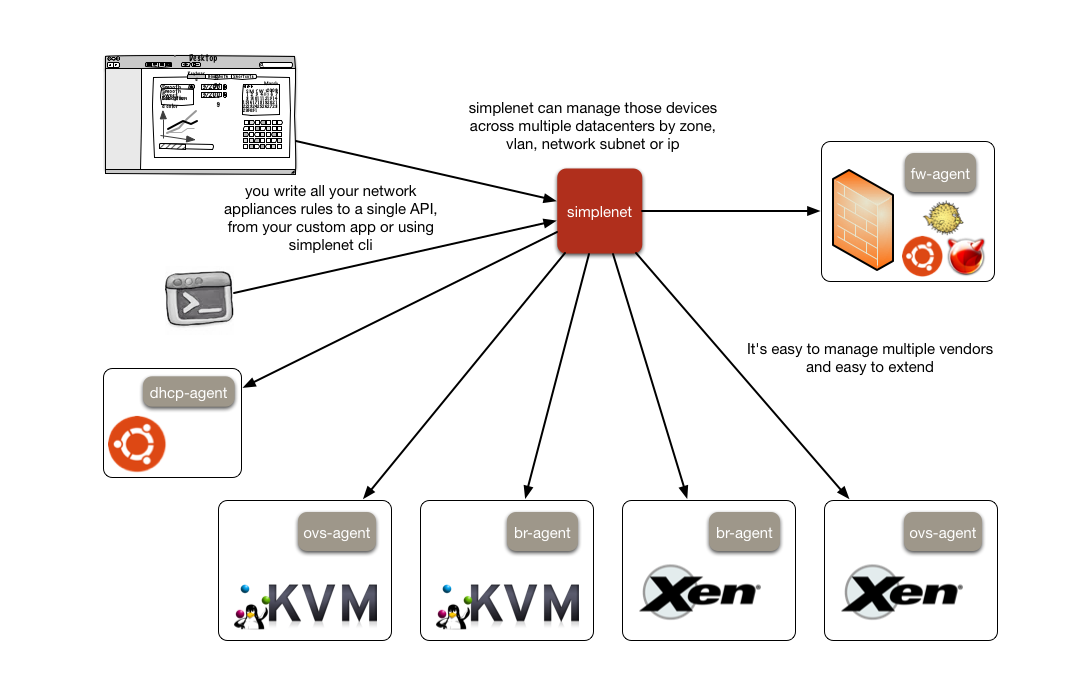 Desktop
simplenet can manage those devices
across multiple datacenters by zone,
vlan, network subnet or ip
you write all your network
appliances rules to a single API,
from your custom app or using
simplenet cli
simplenet
fw-agent
It's easy to manage multiple vendors
and easy to extend
dhcp-agent
ovs-agent
br-agent
br-agent
ovs-agent
KVM
KVM
Xen
Xen